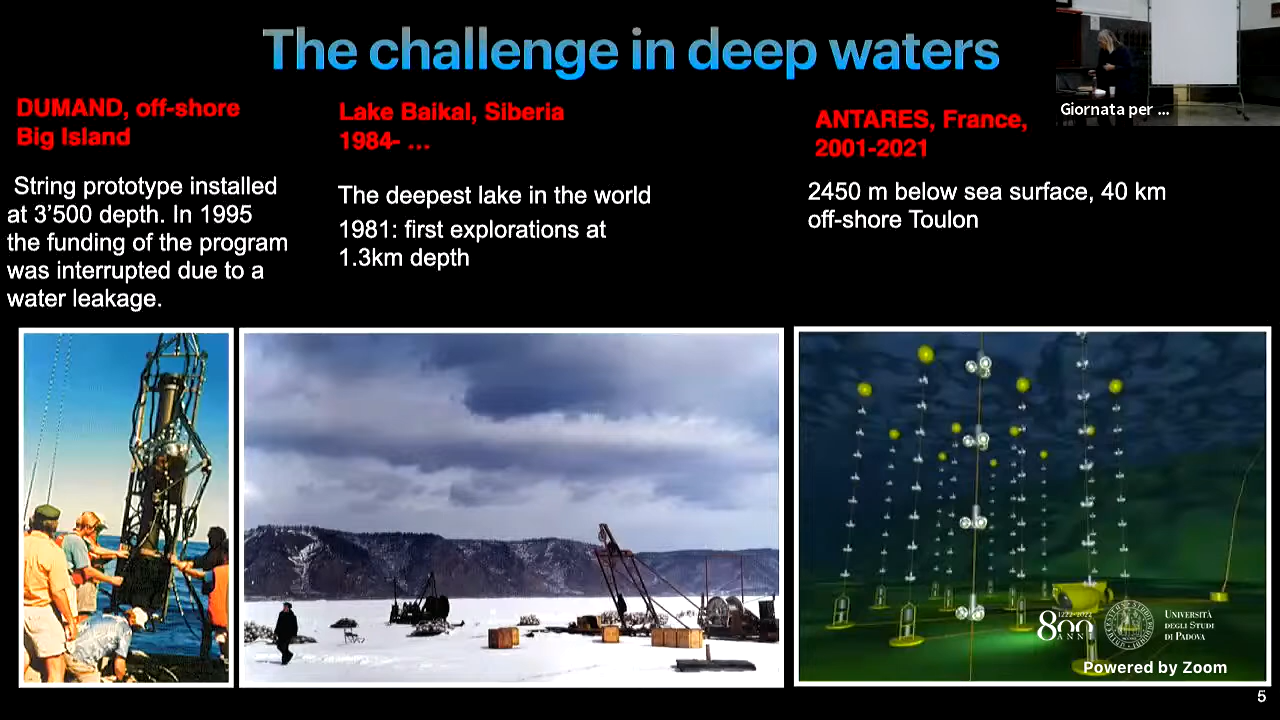 The challenge in deep waters
Giornata per ...
DUMAND, off-shore
Big Island
String prototype installed
at 3’500 depth. In 1995
the funding of the program
was interrupted due to a
water leakage.
Lake Baikal, Siberia
1984- ...
The deepest lake in the world
1981: first explorations at
1.3km depth
ANTARES, France,
2001-2021
2450 m below sea surface, 40 km
off-shore Toulon
1222-2022
800
ANNI
UNIVERSITÀ
DEGLI STUDI
DI PADOVA
Powered by Zoom
5